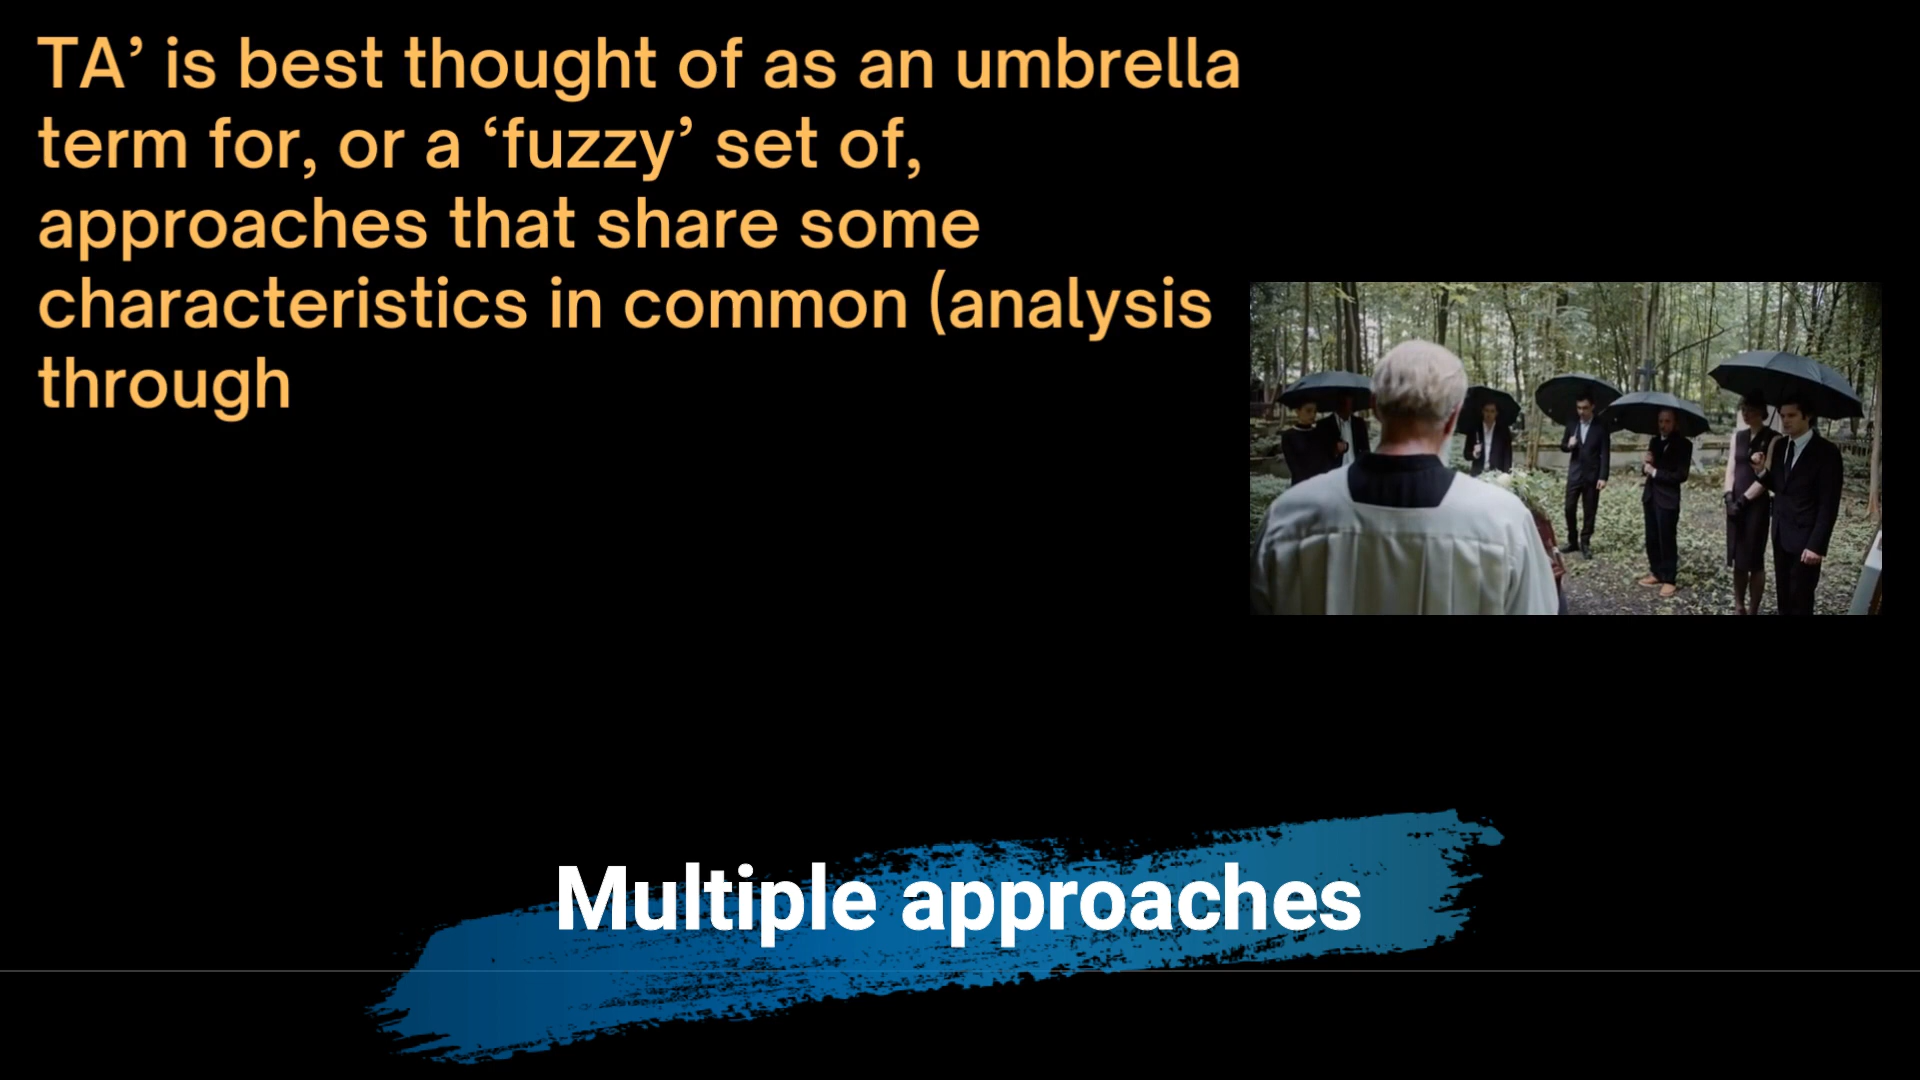 TA’ is best thought of as an umbrella
term for, or a ‘fuzzy’ set of,
approaches that share some
characteristics in common (analysis
through
Multiple approaches